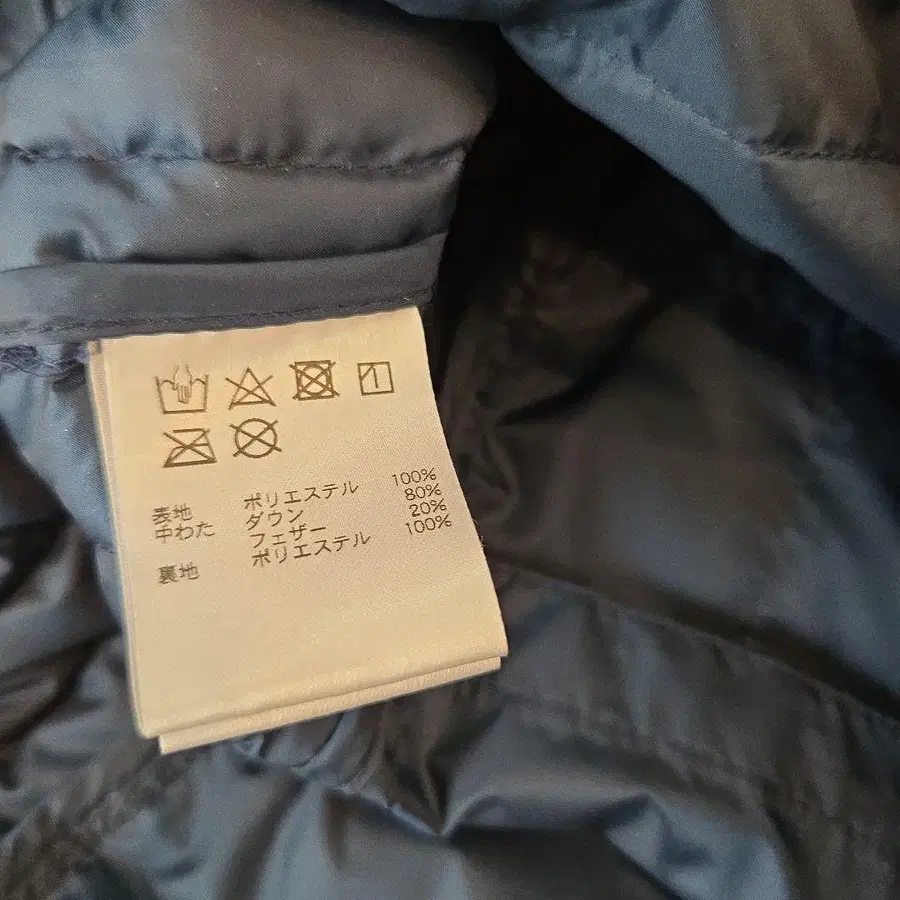 表地 ポリエステル 100%
中わた ダウン 80%
フェザー 20%
裏地 ポリエステル 100%